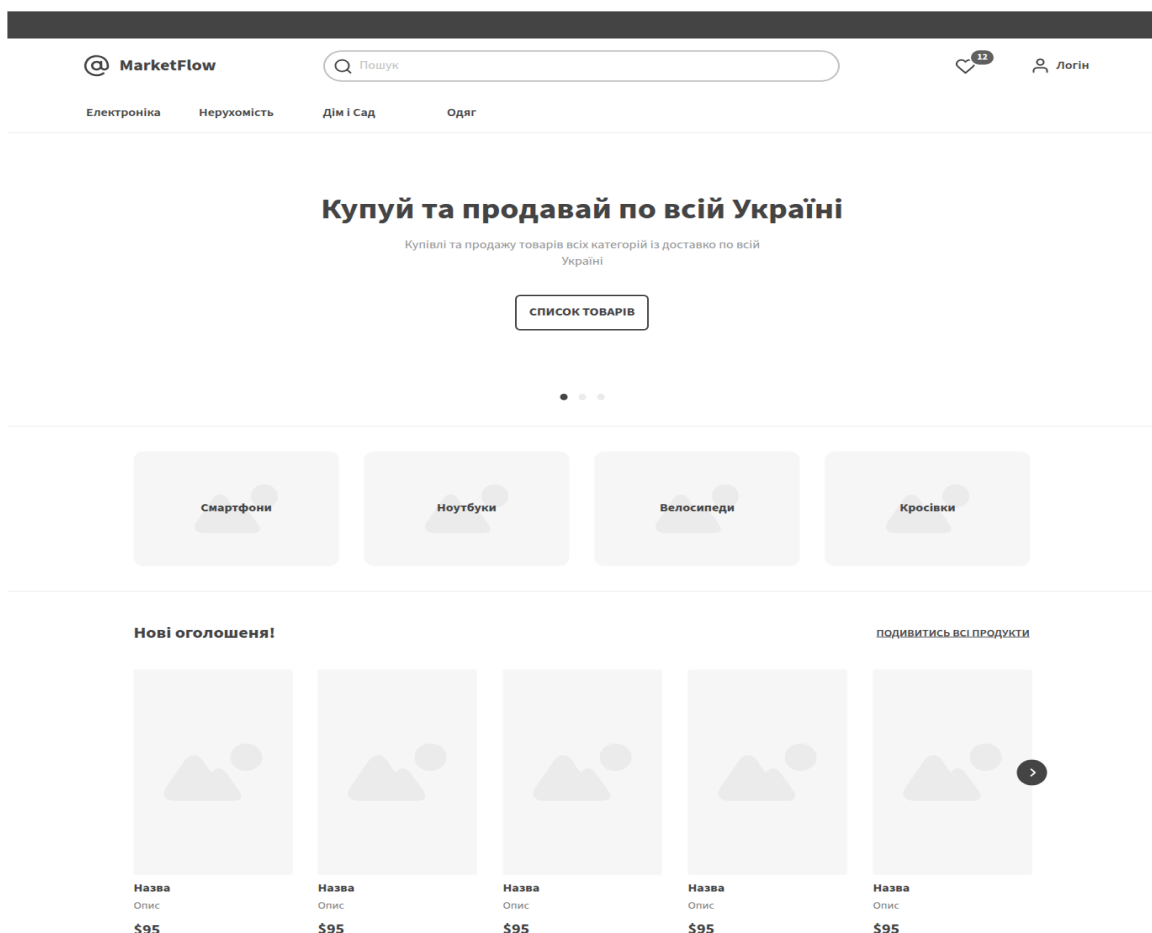 @ MarketFlow
Пошук
12
Логін
Електроніка Нерухомість Дім і Сад Одяг
Купуй та продавай по всій Україні
Купівлі та продажу товарів всіх категорій із доставко по всій
Україні
СПИСОК ТОВАРІВ
Смартфони Ноутбуки Велосипеди Кросівки
Нові оголошеня!
ПОДИВИТИСЬ ВСІ ПРОДУКТИ
Назва Назва Назва Назва Назва
Опис Опис Опис Опис Опис
$95 $95 $95 $95 $95